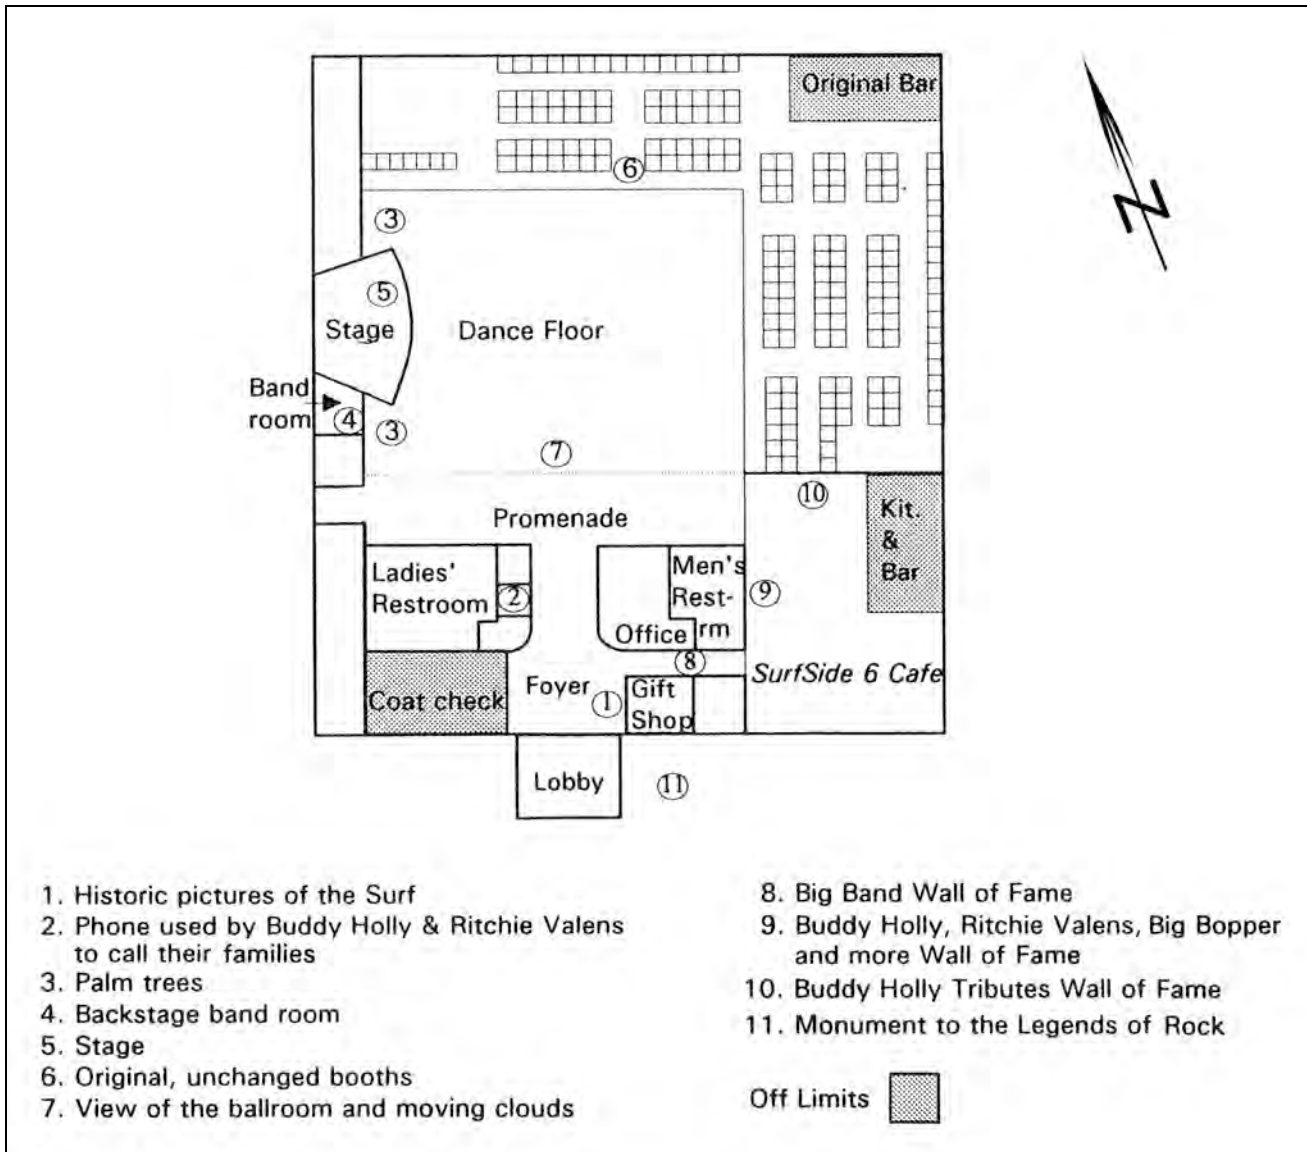 Original Bar
6
3
5
Stage
Dance Floor
Band
room
4
3
7
10
Promenade
Kit.
&
Bar
Ladies'
Restroom
2
Men's
Rest-
rm
9
Office
8
SurfSide 6 Cafe
Foyer
1
Gift
Shop
Coat check
Lobby
11
N
1. Historic pictures of the Surf
2. Phone used by Buddy Holly & Ritchie Valens
to call their families
3. Palm trees
4. Backstage band room
5. Stage
6. Original, unchanged booths
7. View of the ballroom and moving clouds
8. Big Band Wall of Fame
9. Buddy Holly, Ritchie Valens, Big Bopper
and more Wall of Fame
10. Buddy Holly Tributes Wall of Fame
11. Monument to the Legends of Rock
Off Limits